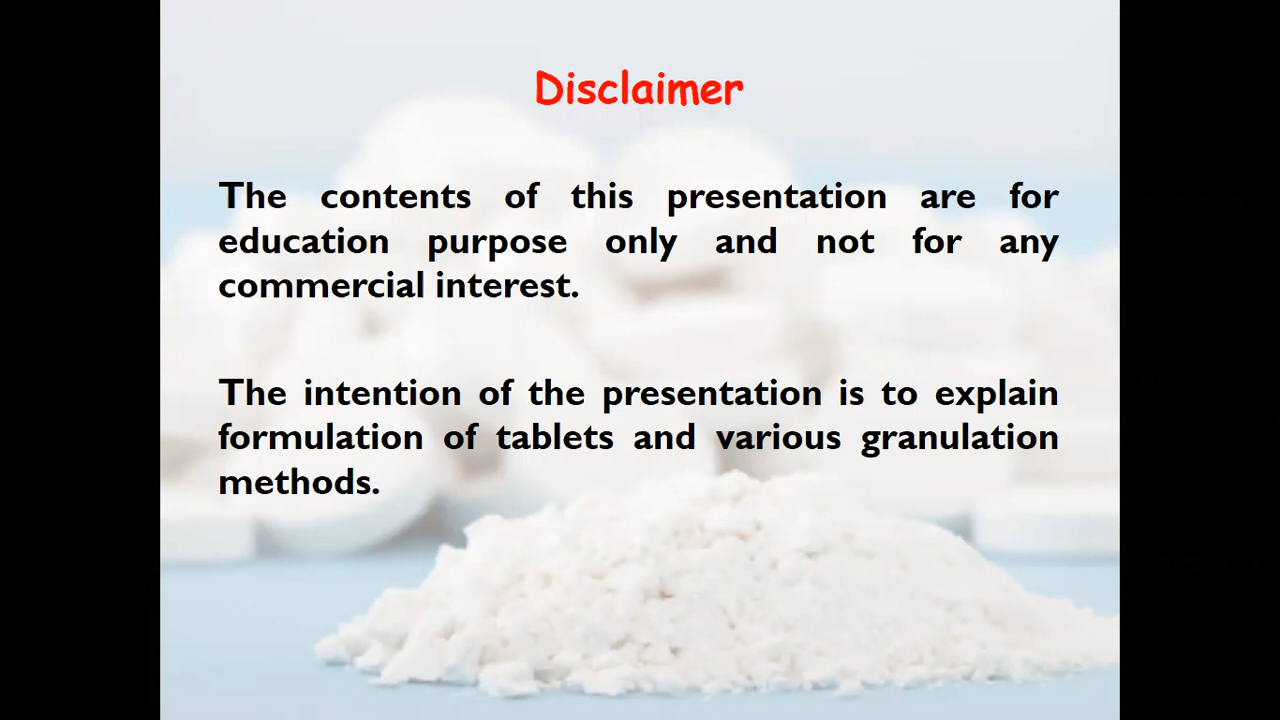 Disclaimer
The contents of this presentation are for
education purpose only and not for any
commercial interest.
The intention of the presentation is to explain
formulation of tablets and various granulation
methods.